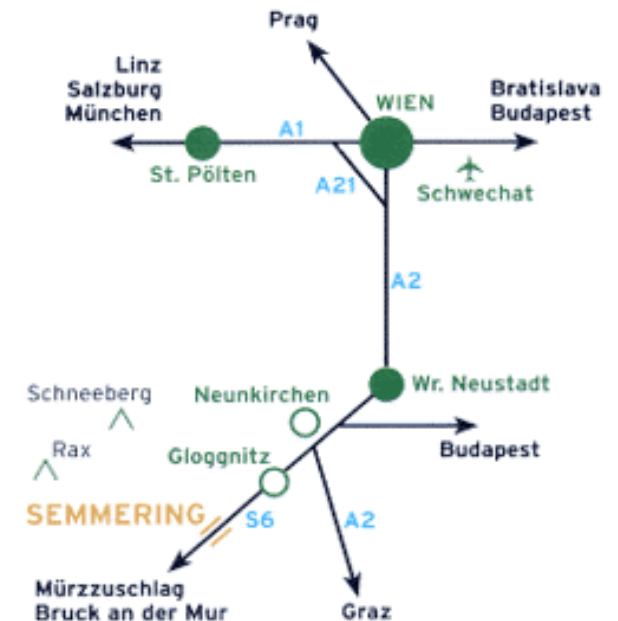 Prag
Linz
Salzburg
München
WIEN
Bratislava
Budapest
A1
St. Pölten
A21
Schwechat
A2
Wr. Neustadt
Schneeberg
Neunkirchen
Rax
Gloggnitz
Budapest
SEMMERING
S6
A2
Mürzzuschlag
Bruck an der Mur
Graz